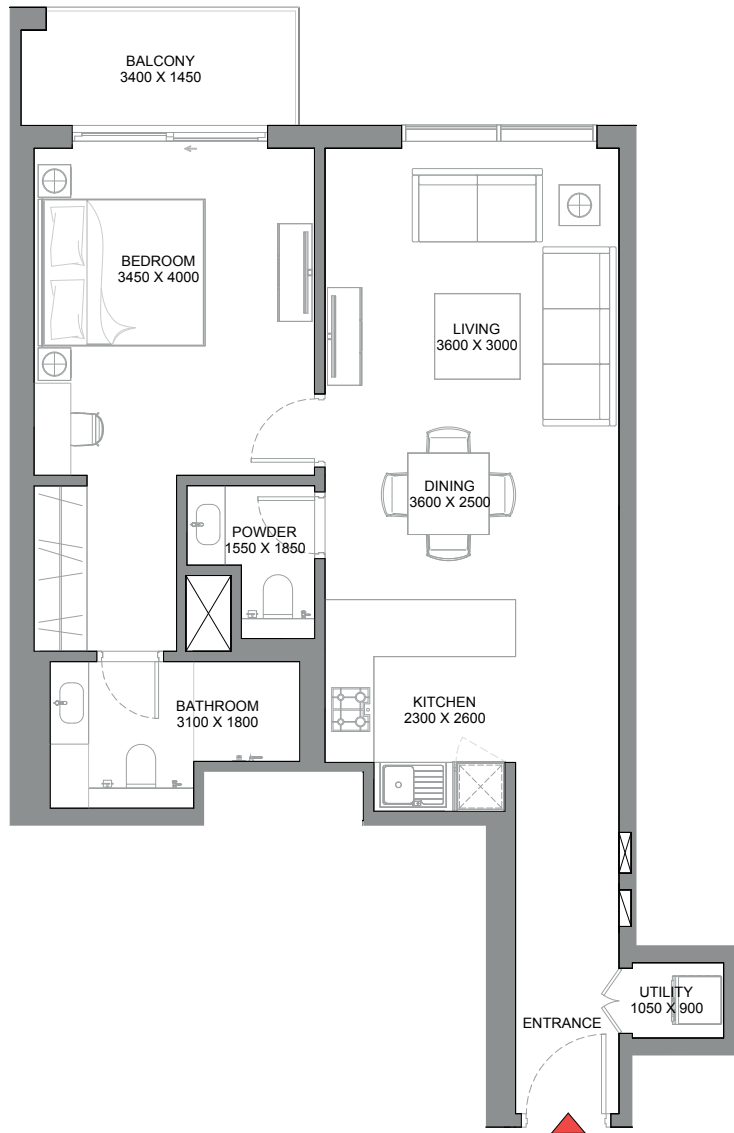 BALCONY
3400 X 1450
BEDROOM
3450 X 4000
LIVING
3600 X 3000
DINING
3600 X 2500
POWDER
1550 X 1850
BATHROOM
3100 X 1800
KITCHEN
2300 X 2600
UTILITY
1050 X 900
ENTRANCE